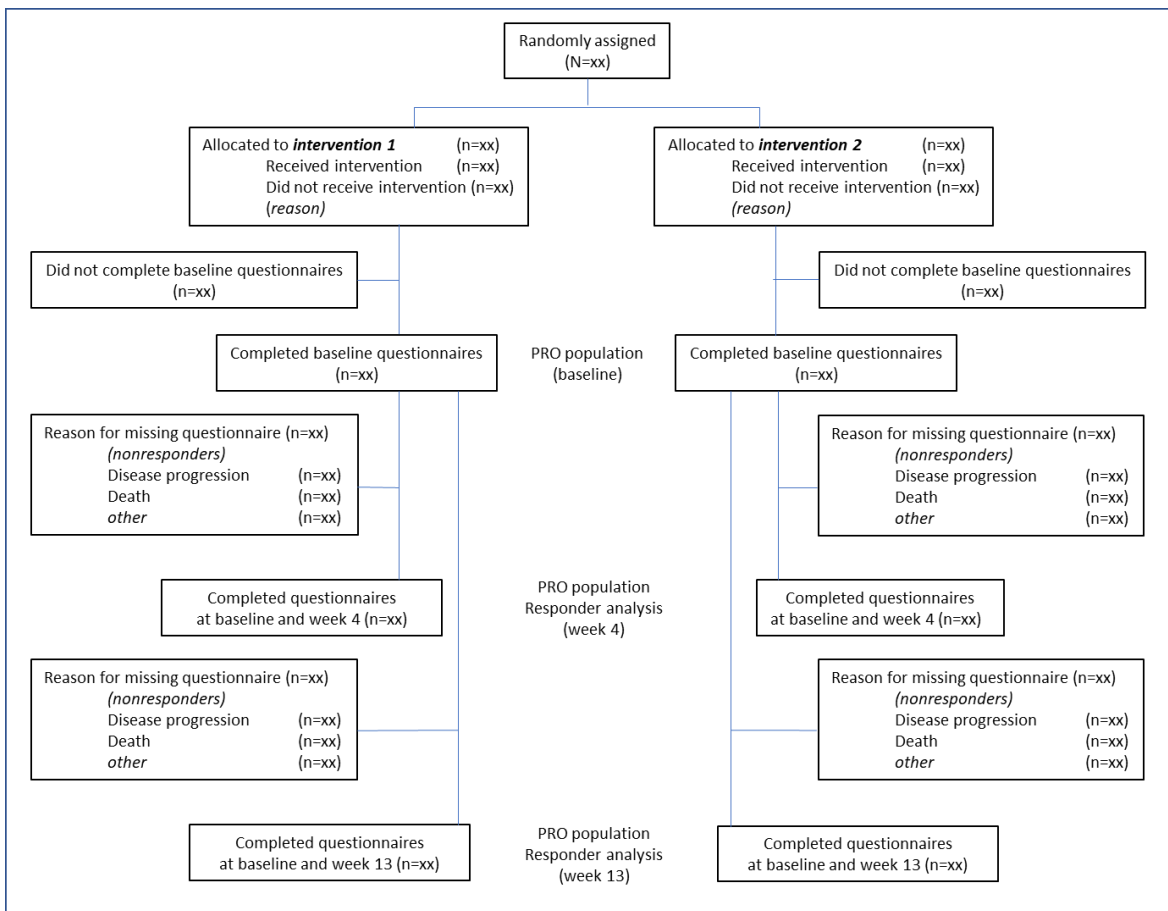 Randomly assigned
(N=xx)
Allocated to intervention 1 (n=xx)
Received intervention (n=xx)
Did not receive intervention (n=xx)
(reason)
Allocated to intervention 2 (n=xx)
Received intervention (n=xx)
Did not receive intervention (n=xx)
(reason)
Did not complete baseline questionnaires
(n=xx)
Did not complete baseline questionnaires
(n=xx)
Completed baseline questionnaires
(n=xx)
PRO population
(baseline)
Completed baseline questionnaires
(n=xx)
Reason for missing questionnaire (n=xx)
(nonresponders)
Disease progression (n=xx)
Death (n=xx)
other (n=xx)
Reason for missing questionnaire (n=xx)
(nonresponders)
Disease progression (n=xx)
Death (n=xx)
other (n=xx)
Completed questionnaires
at baseline and week 4 (n=xx)
PRO population
Responder analysis
(week 4)
Completed questionnaires
at baseline and week 4 (n=xx)
Reason for missing questionnaire (n=xx)
(nonresponders)
Disease progression (n=xx)
Death (n=xx)
other (n=xx)
Reason for missing questionnaire (n=xx)
(nonresponders)
Disease progression (n=xx)
Death (n=xx)
other (n=xx)
Completed questionnaires
at baseline and week 13 (n=xx)
PRO population
Responder analysis
(week 13)
Completed questionnaires
at baseline and week 13 (n=xx)